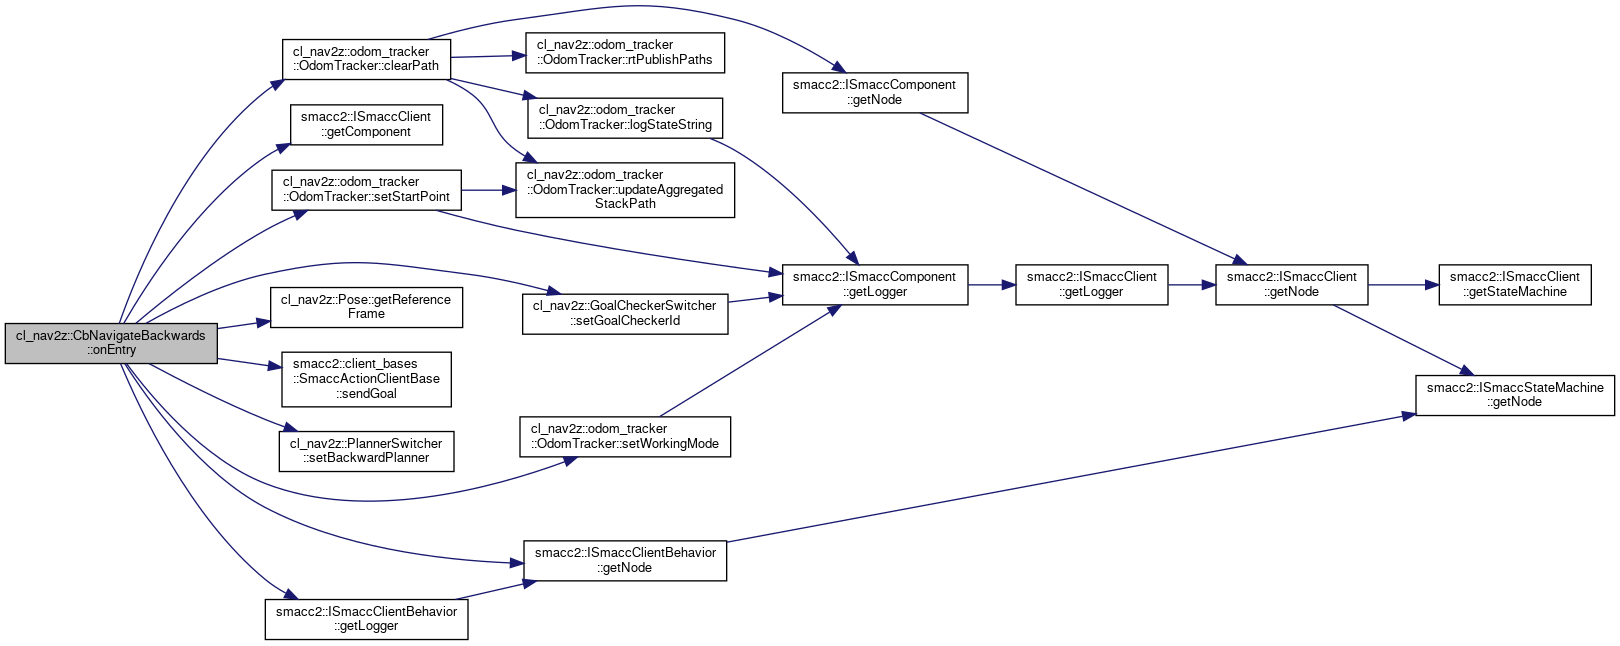 cl_nav2z::CbNavigateBackwards
::onEntry
cl_nav2z::odom_tracker
::OdomTracker::clearPath
smacc2::ISmaccClient
::getComponent
cl_nav2z::odom_tracker
::OdomTracker::setStartPoint
cl_nav2z::Pose::getReference
Frame
smacc2::client_bases
::SmaccActionClientBase
::sendGoal
cl_nav2z::PlannerSwitcher
::setBackwardPlanner
smacc2::ISmaccClientBehavior
::getLogger
cl_nav2z::odom_tracker
::OdomTracker::rtPublishPaths
cl_nav2z::odom_tracker
::OdomTracker::logStateString
cl_nav2z::odom_tracker
::OdomTracker::updateAggregated
StackPath
cl_nav2z::GoalCheckerSwitcher
::setGoalCheckerId
cl_nav2z::odom_tracker
::OdomTracker::setWorkingMode
smacc2::ISmaccClientBehavior
::getNode
smacc2::ISmaccComponent
::getNode
smacc2::ISmaccComponent
::getLogger
smacc2::ISmaccClient
::getLogger
smacc2::ISmaccClient
::getNode
smacc2::ISmaccClient
::getStateMachine
smacc2::ISmaccStateMachine
::getNode